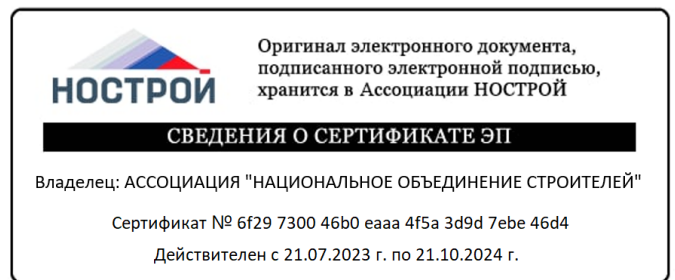 НОСТРОЙ
Оригинал электронного документа,
подписанного электронной подписью,
хранится в Ассоциации НОСТРОЙ
СВЕДЕНИЯ О СЕРТИФИКАТЕ ЭП
Владелец: АССОЦИАЦИЯ "НАЦИОНАЛЬНОЕ ОБЪЕДИНЕНИЕ СТРОИТЕЛЕЙ"
Сертификат № 6f29 7300 46b0 eaaa 4f5a 3d9d 7ebe 46d4
Действителен с 21.07.2023 г. по 21.10.2024 г.